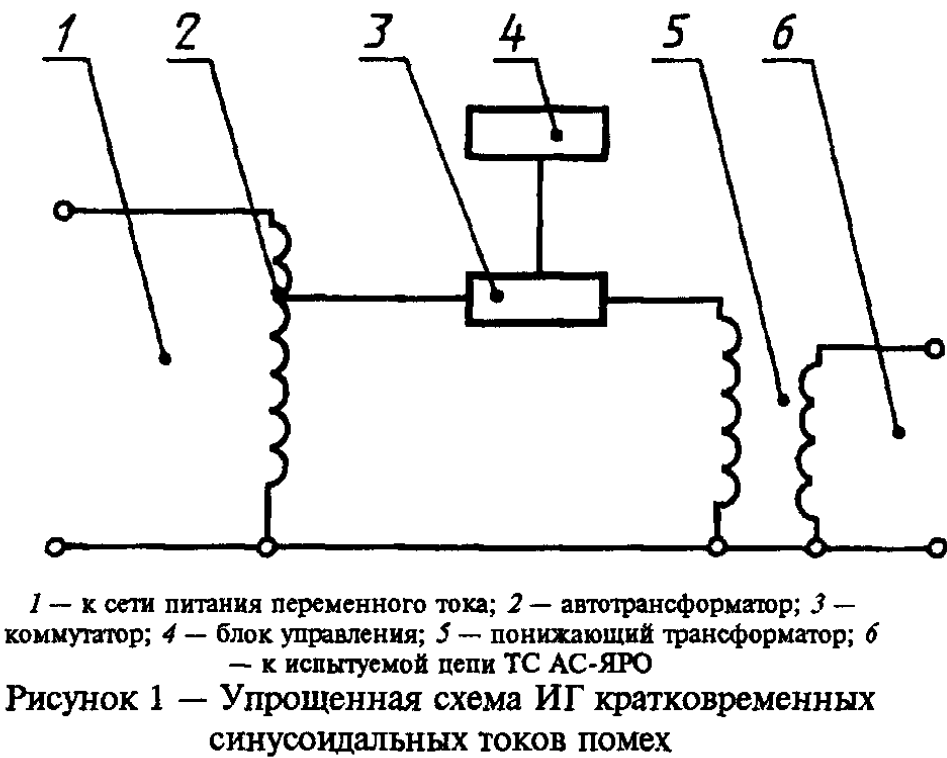 1 2 3 4 5 6
1 — к сети питания переменного тока; 2 — автотрансформатор; 3 —
коммутатор; 4 — блок управления; 5 — понижающий трансформатор; 6
— к испытуемой цепи ТС АС-ЯРО
Рисунок 1 — Упрощенная схема ИГ кратковременных
синусоидальных токов помех